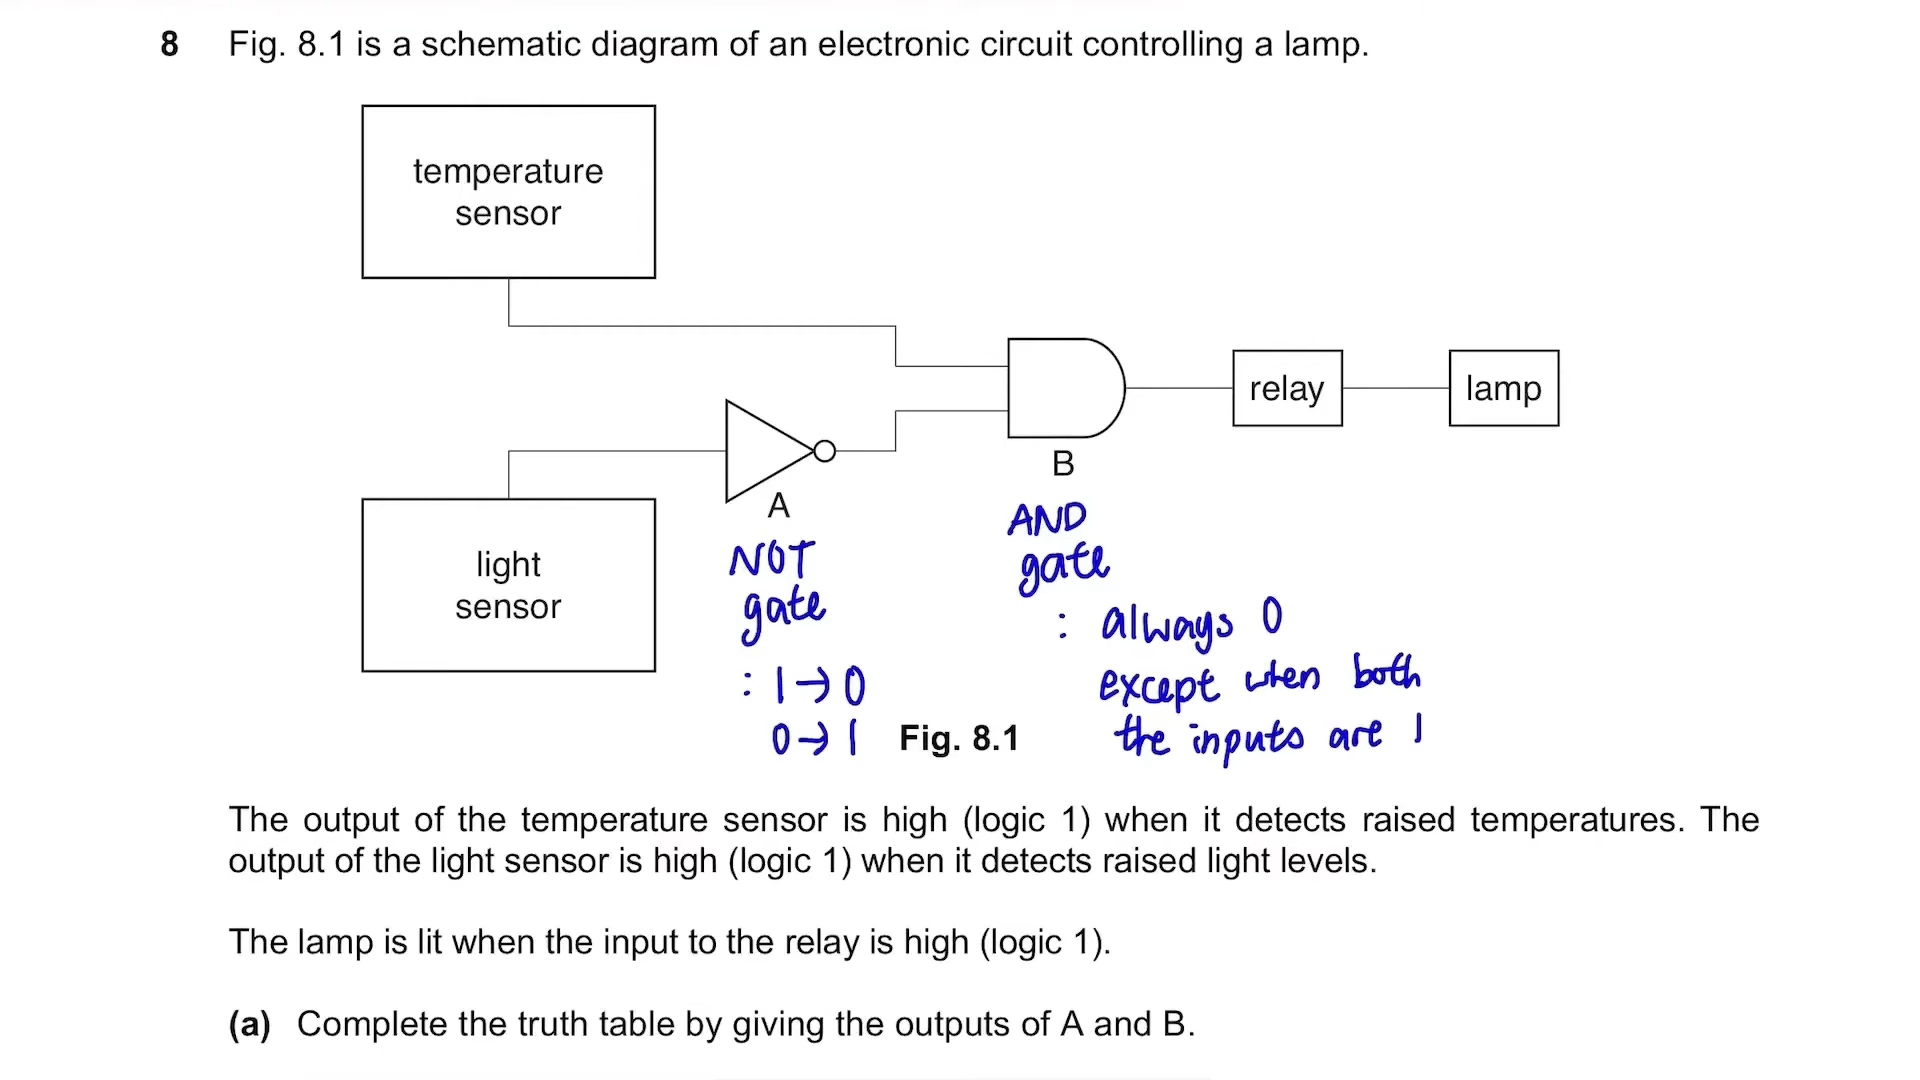 8 Fig. 8.1 is a schematic diagram of an electronic circuit controlling a lamp.
temperature
sensor
relay
lamp
B
A
light
sensor
AND
gate
: always 0
except when both
the inputs are 1
NOT
gate
: 1→0
0→1
Fig. 8.1
The output of the temperature sensor is high (logic 1) when it detects raised temperatures. The
output of the light sensor is high (logic 1) when it detects raised light levels.
The lamp is lit when the input to the relay is high (logic 1).
(a) Complete the truth table by giving the outputs of A and B.